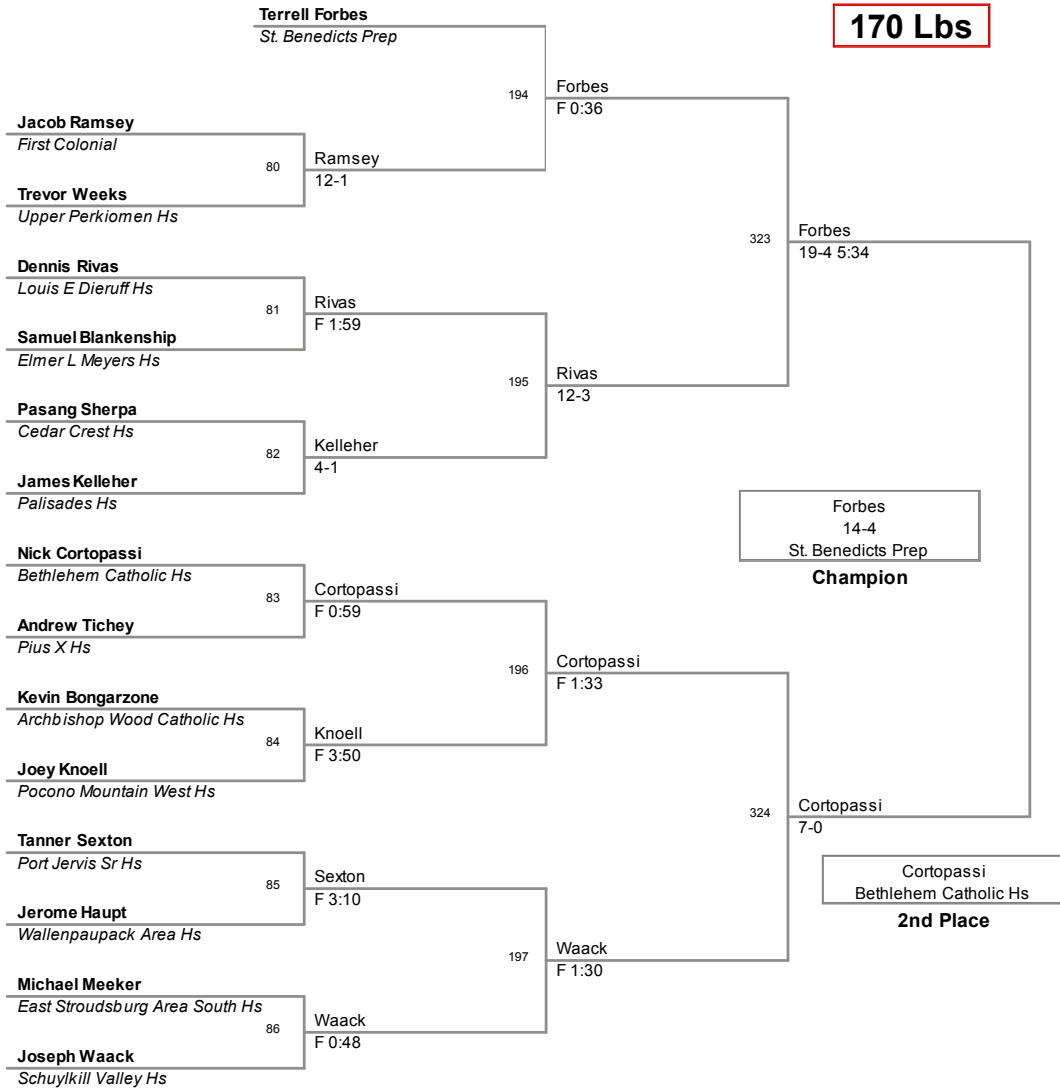 Terrell Forbes
St. Benedicts Prep
170 Lbs
194
Forbes
F 0:36
Jacob Ramsey
First Colonial
80
Ramsey
12-1
Trevor Weeks
Upper Perkiomen Hs
323
Forbes
19-4 5:34
Dennis Rivas
Louis E Dieruff Hs
81
Rivas
F 1:59
Samuel Blankenship
Elmer L Meyers Hs
195
Rivas
12-3
Pasang Sherpa
Cedar Crest Hs
82
Kelleher
4-1
James Kelleher
Palisades Hs
Forbes
14-4
St. Benedicts Prep
Champion
Nick Cortopassi
Bethlehem Catholic Hs
83
Cortopassi
F 0:59
Andrew Tichey
Pius X Hs
196
Cortopassi
F 1:33
Kevin Bongarzone
Archbishop Wood Catholic Hs
84
Knoell
F 3:50
Joey Knoell
Pocono Mountain West Hs
324
Cortopassi
7-0
Tanner Sexton
Port Jervis Sr Hs
85
Sexton
F 3:10
Jerome Haupt
Wallenpaupack Area Hs
Cortopassi
Bethlehem Catholic Hs
2nd Place
197
Waack
F 1:30
Michael Meeker
East Stroudsburg Area South Hs
86
Waack
F 0:48
Joseph Waack
Schuylkill Valley Hs